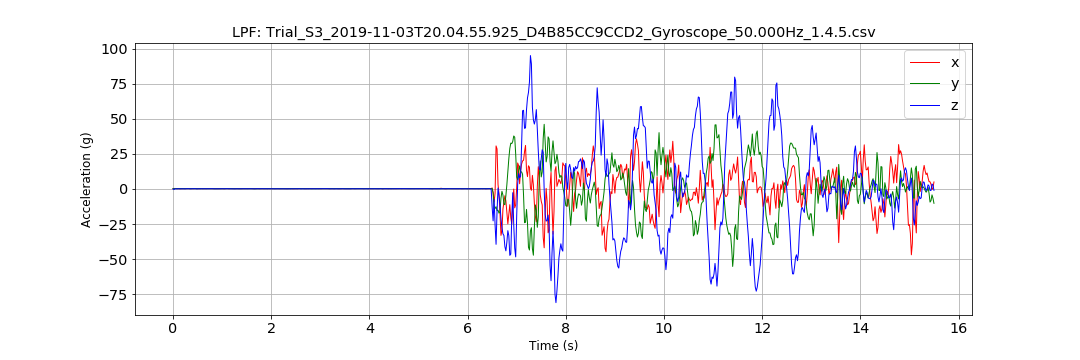 LPF: Trial_S3_2019-11-03T20.04.55.925_D4B85CC9CCD2_Gyroscope_50.000Hz_1.4.5.csv
100
75
50
25
0
−25
−50
−75
Acceleration (g)
x
y
z
0 2 4 6 8 10 12 14 16
Time (s)